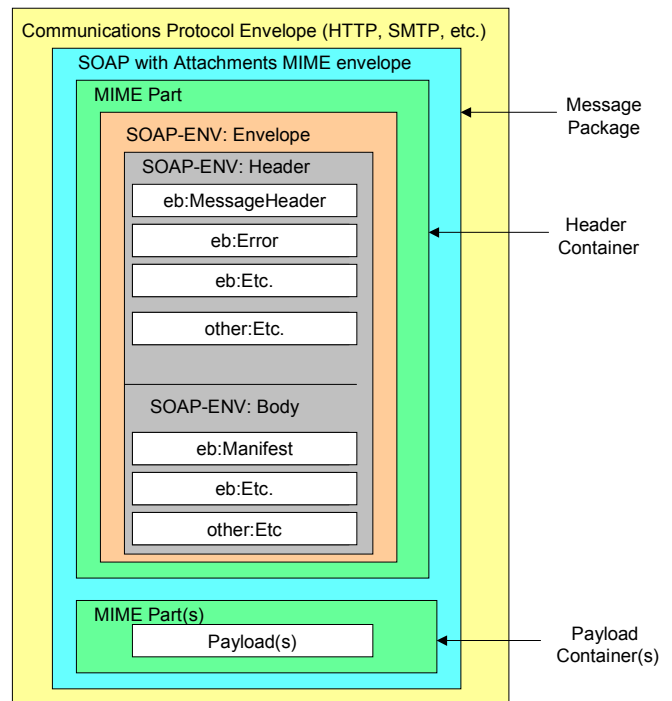 Communications Protocol Envelope (HTTP, SMTP, etc.)
SOAP with Attachments MIME envelope
MIME Part
SOAP-ENV: Envelope
SOAP-ENV: Header
eb:MessageHeader
eb:Error
eb:Etc.
other:Etc.
SOAP-ENV: Body
eb:Manifest
eb:Etc.
other:Etc
MIME Part(s)
Payload(s)
Message
Package
Header
Container
Payload
Container(s)